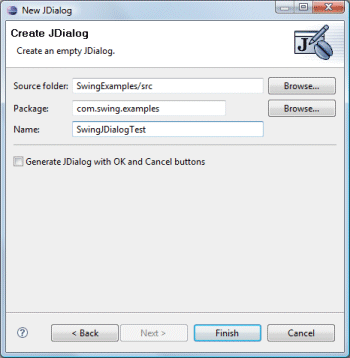 New JDialog
Create JDialog
Create an empty JDialog.
Source folder: SwingExamples/src Browse...
Package: com.swing.examples Browse...
Name: SwingJDialogTest
Generate JDialog with OK and Cancel buttons
? < Back Next > Finish Cancel